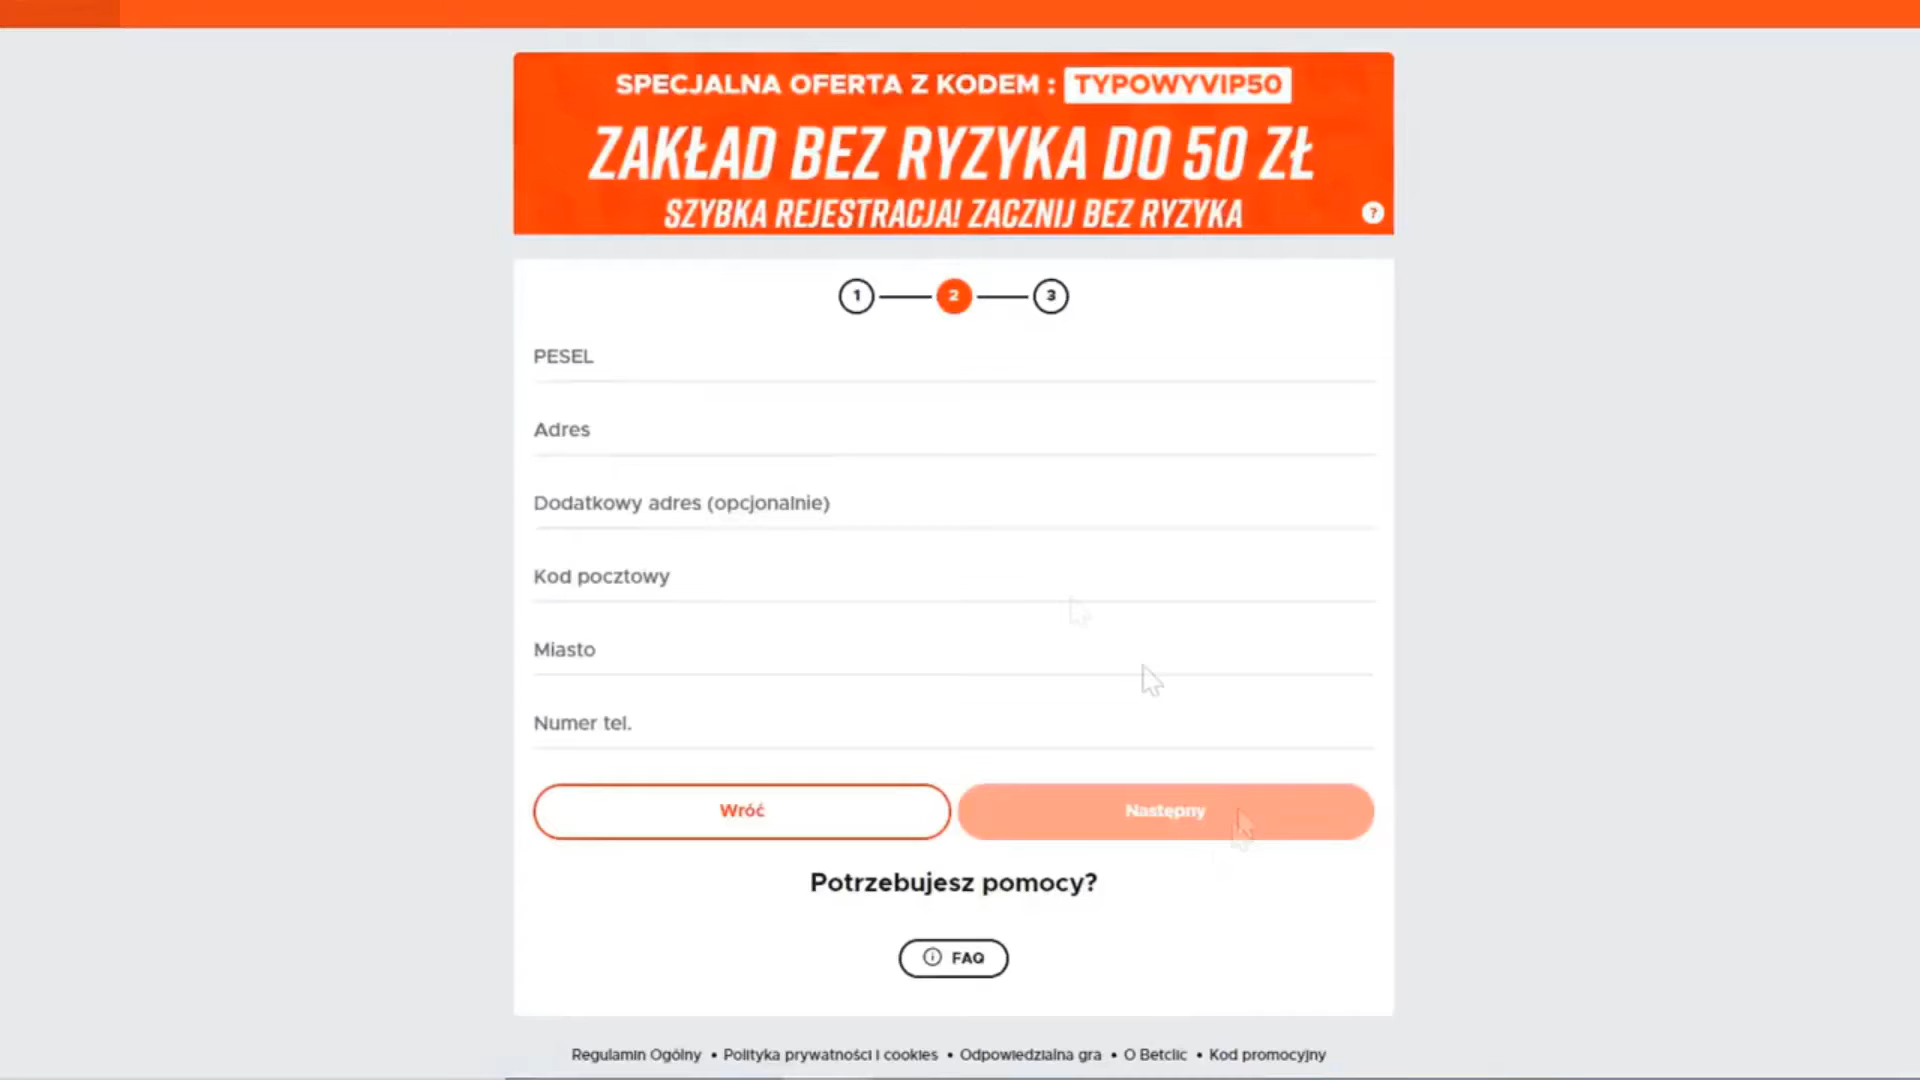 SPECJALNA OFERTA Z KODEM : TYPOWYVIP50
ZAKŁAD BEZ RYZYKA DO 50 ZŁ
SZYBKA REJESTRACJA! ZACZNIJ BEZ RYZYKA
?
1 2 3
PESEL
Adres
Dodatkowy adres (opcjonalnie)
Kod pocztowy
Miasto
Numer tel.
Wróć Następny
Potrzebujesz pomocy?
FAQ
Regulamin Ogólny • Polityka prywatności i cookies • Odpowiedzialna gra • O Betclic • Kod promocyjny